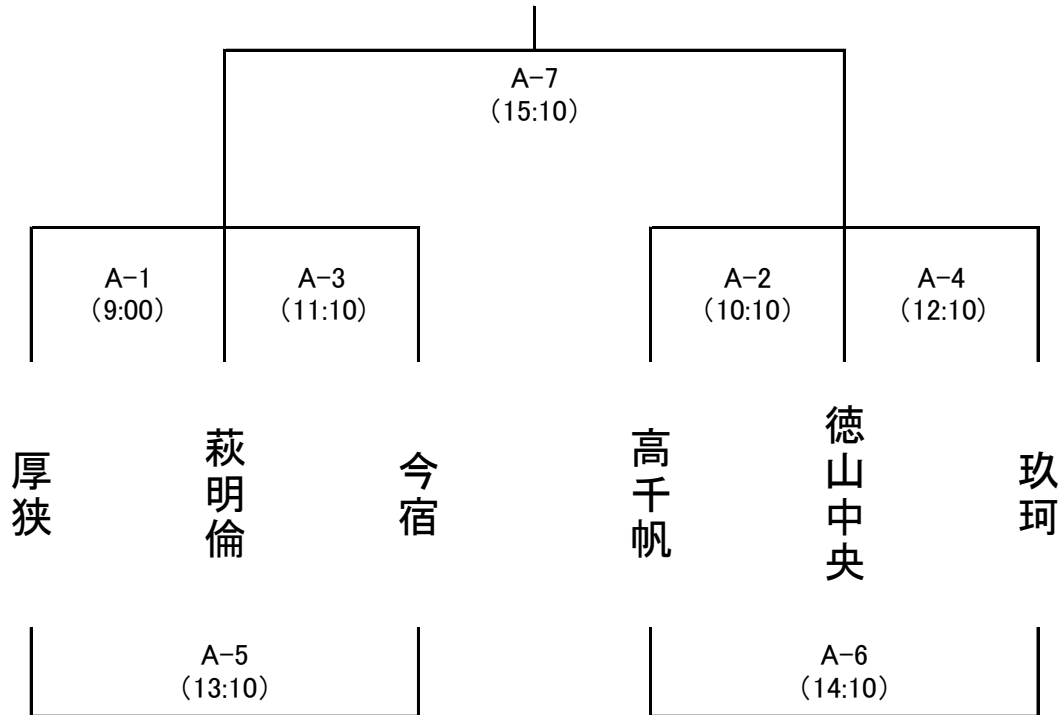 A-7
(15:10)
A-1
(9:00)
A-3
(11:10)
A-2
(10:10)
A-4
(12:10)
厚狭
萩明倫
今宿
高千帆
徳山中央
玖珂
A-5
(13:10)
A-6
(14:10)